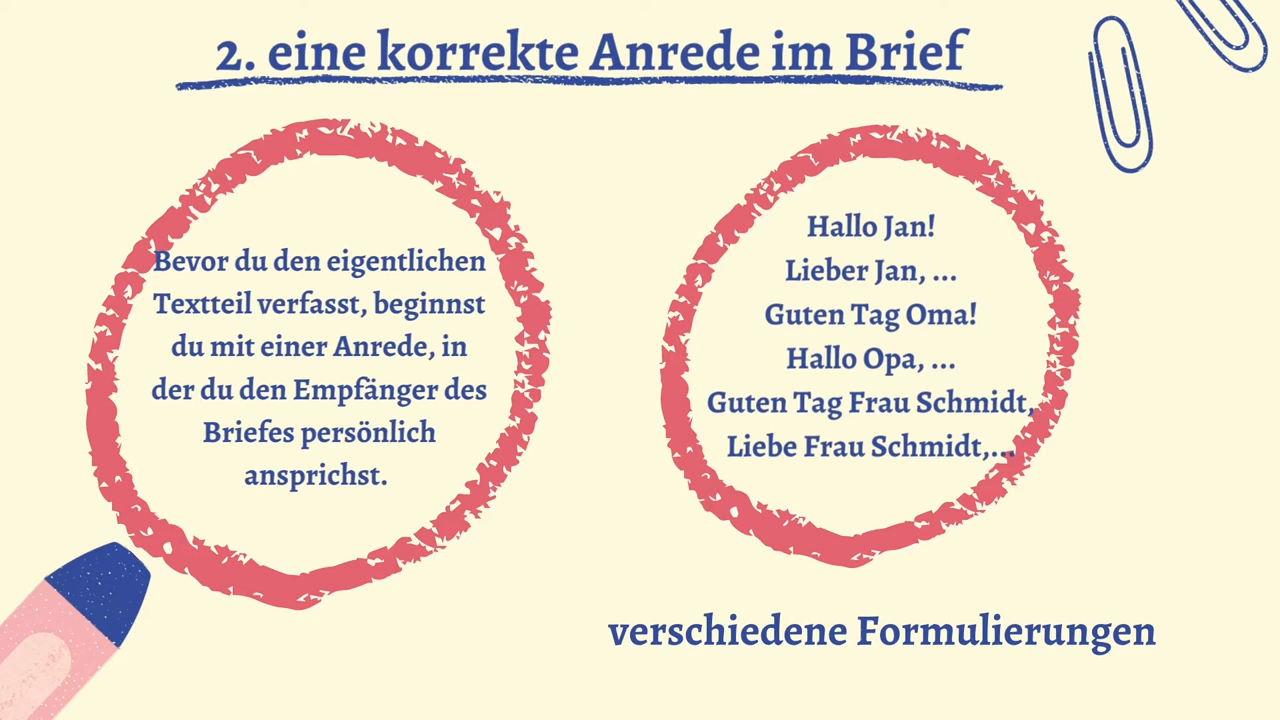 2. eine korrekte Anrede im Brief
Bevor du den eigentlichen
Textteil verfasst, beginnst
du mit einer Anrede, in
der du den Empfänger des
Briefes persönlich
ansprichst.
Hallo Jan!
Lieber Jan, ...
Guten Tag Oma!
Hallo Opa, ...
Guten Tag Frau Schmidt,
Liebe Frau Schmidt,...
verschiedene Formulierungen